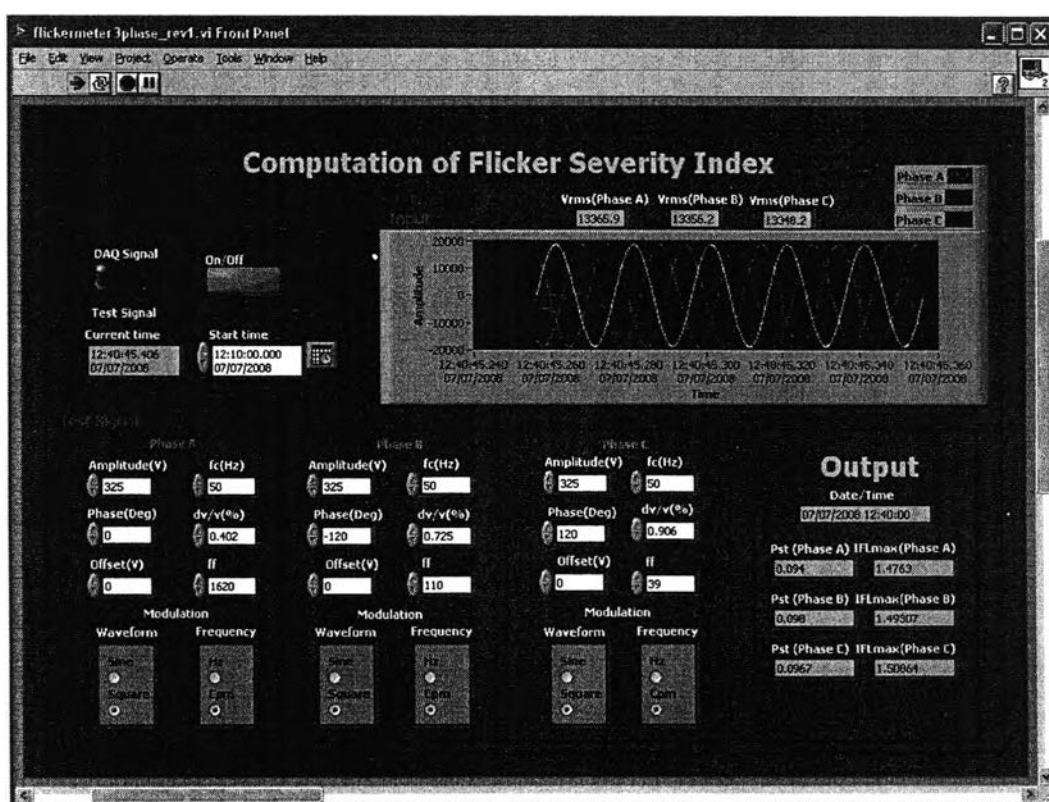 flickermeter3phase_rev1.vi Front Panel
File Edit View Project Operate Tools Window Help
2
Computation of Flicker Severity Index
Phase A
Phase B
Phase C
Input
Vrms(Phase A) Vrms(Phase B) Vrms(Phase C)
13365.9 13356.2 13348.2
DAQ Signal
On/Off
Test Signal
Current time
12:40:45.406
07/07/2008
Start time
12:10:00.000
07/07/2008
Amplitude
20000
10000
0
-10000
-20000
12:40:45.240 12:40:45.260 12:40:45.280 12:40:45.300 12:40:45.320 12:40:45.340 12:40:45.360
07/07/2008 07/07/2008 07/07/2008 07/07/2008 07/07/2008 07/07/2008 07/07/2008
Time
Test Signal
Phase A
Amplitude(V) fc(Hz)
325 50
Phase(Deg) dv/v(%)
0 0.402
Offset(V) ff
0 1620
Modulation
Waveform Frequency
Sine Hz
Square Cpm
Phase B
Amplitude(V) fc(Hz)
325 50
Phase(Deg) dv/v(%)
-120 0.725
Offset(V) ff
0 110
Modulation
Waveform Frequency
Sine Hz
Square Cpm
Phase C
Amplitude(V) fc(Hz)
325 50
Phase(Deg) dv/v(%)
120 0.906
Offset(V) ff
0 39
Modulation
Waveform Frequency
Sine Hz
Square Cpm
Output
Date/Time
07/07/2008 12:40:00
Pst (Phase A) IFLmax(Phase A)
0.094 1.4763
Pst (Phase B) IFLmax(Phase B)
0.098 1.49307
Pst (Phase C) IFLmax(Phase C)
0.0967 1.50864